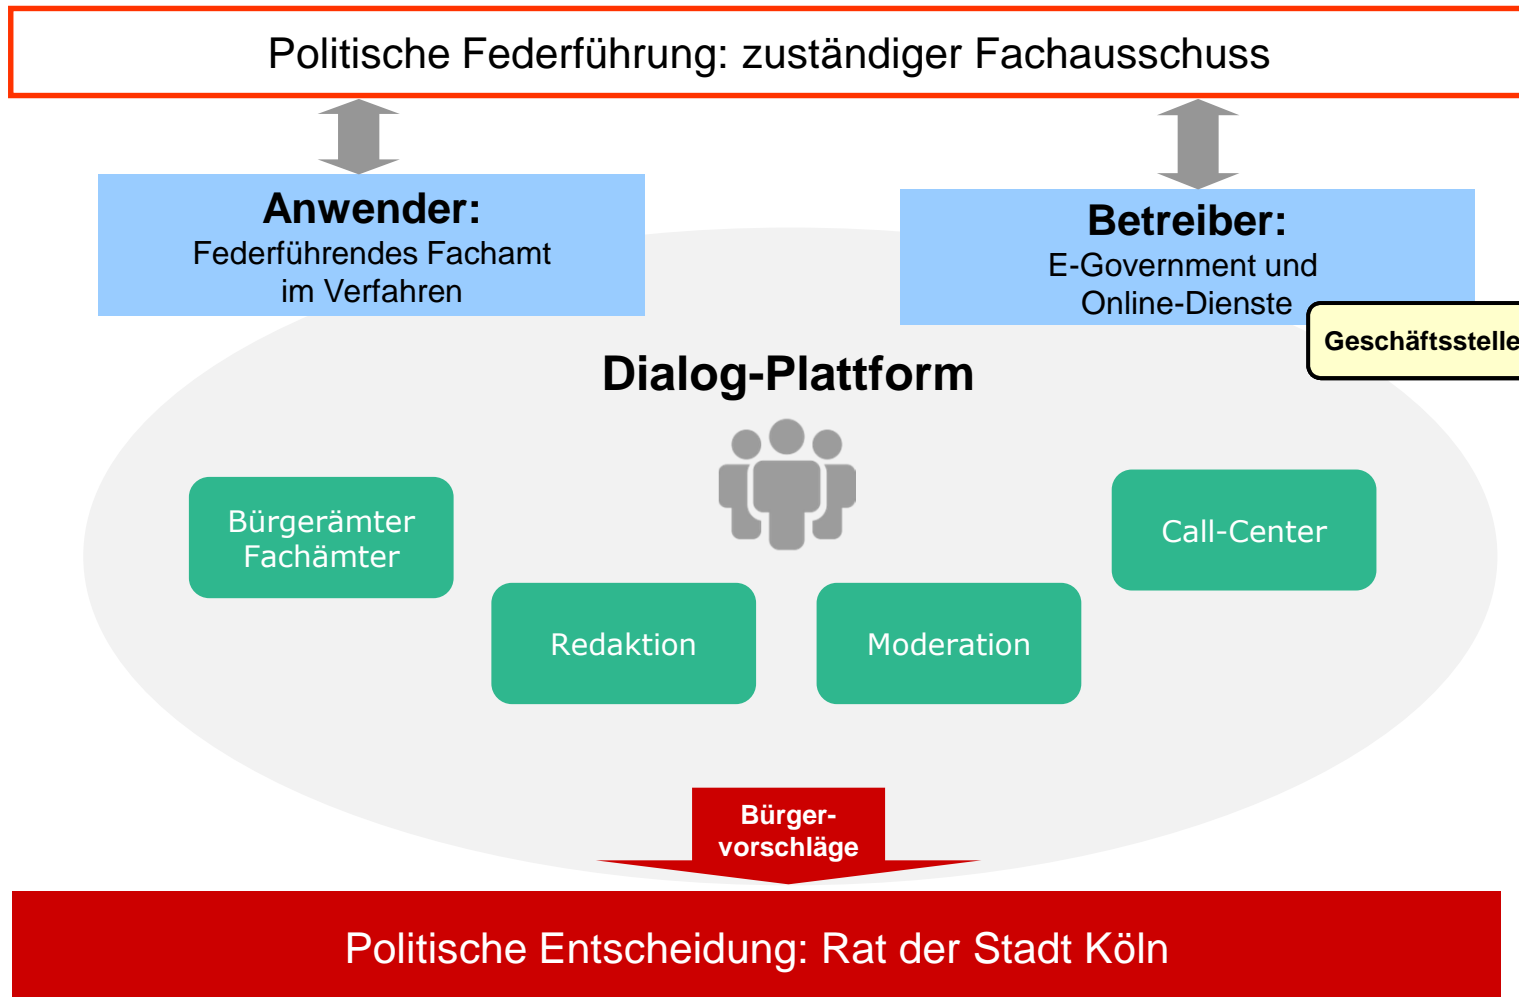 Politische Federführung: zuständiger Fachausschuss
Anwender:
Federführendes Fachamt
im Verfahren
Betreiber:
E-Government und
Online-Dienste
Geschäftsstelle
Dialog-Plattform
Bürgerämter
Fachämter
Redaktion
Moderation
Call-Center
Bürger-
vorschläge
Politische Entscheidung: Rat der Stadt Köln